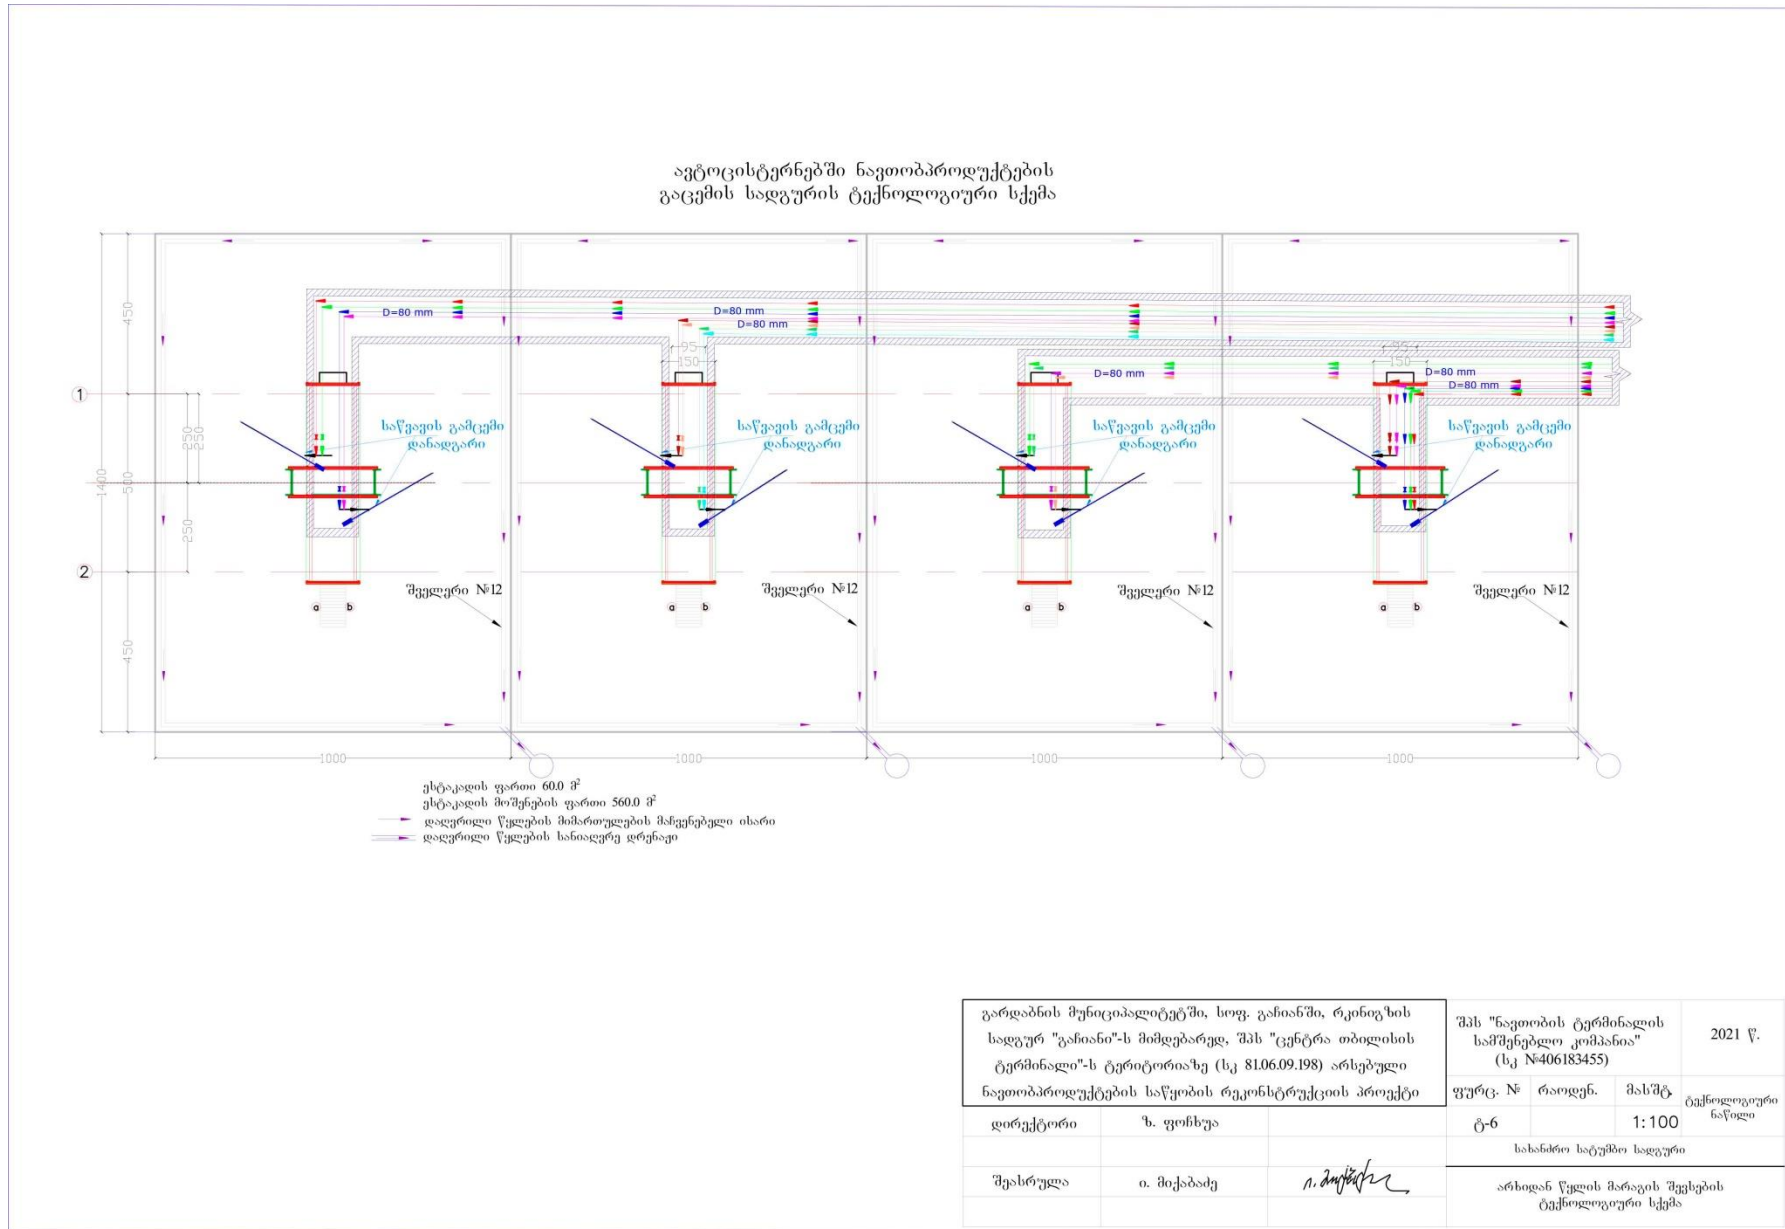 ავტოცისტერნებში ნავთობპროდუქტების
გაცემის სადგურის ტექნოლოგიური სქემა
D=80 mm
D=80 mm
D=80 mm
D=80 mm
D=80 mm
D=80 mm
95
150
95
150
450
1
250
250
500
1400
250
2
450
საწვავის გამცემი
დანადგარი
საწვავის გამცემი
დანადგარი
საწვავის გამცემი
დანადგარი
საწვავის გამცემი
დანადგარი
შველერი №12
შველერი №12
შველერი №12
შველერი №12
a b
a b
a b
a b
1000
1000
1000
1000
ესტაკადის ფართი 60.0 მ²
ესტაკადის მოშენების ფართი 560.0 მ²
დაღვრილი წყლების მიმართულების მაჩვენებელი ისარი
დაღვრილი წყლების სანიაღვრე დრენაჟი
გარდაბნის მუნიციპალიტეტში, სოფ. გაჩიანში, რკინიგზის
სადგურ "გაჩიანი"-ს მიმდებარედ, შპს "ცენტრა თბილისის
ტერმინალი"-ს ტერიტორიაზე (სკ 81.06.09.198) არსებული
ნავთობპროდუქტების საწყობის რეკონსტრუქციის პროექტი
შპს "ნავთობის ტერმინალის
სამშენებლო კომპანია"
(სკ №406183455)
2021 წ.
ფურც. № რაოდენ. მასშტ.
ტექნოლოგიური
ნაწილი
დირექტორი ზ. ფოჩხუა
ტ-6 1:100
სახანძრო სატუმბო სადგური
შეასრულა ი. მიქაბაძე
არხიდან წყლის მარაგის შევსების
ტექნოლოგიური სქემა